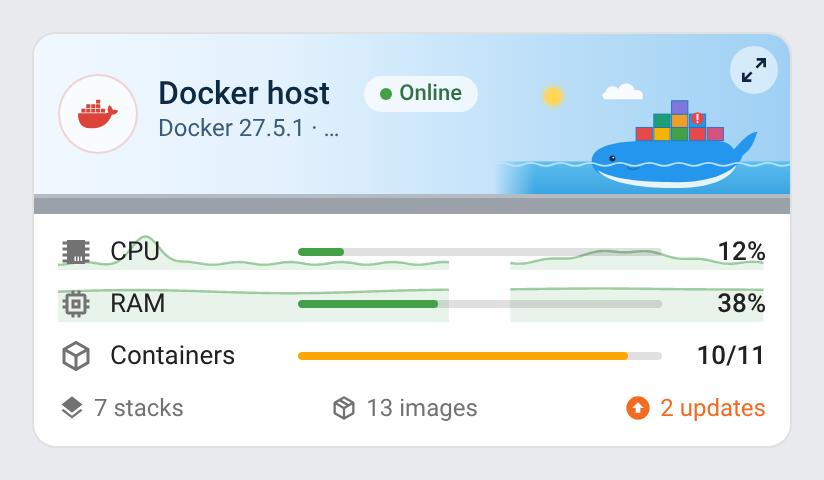 Docker host
Online
Docker 27.5.1 · …
CPU 12%
RAM 38%
Containers 10/11
7 stacks 13 images 2 updates